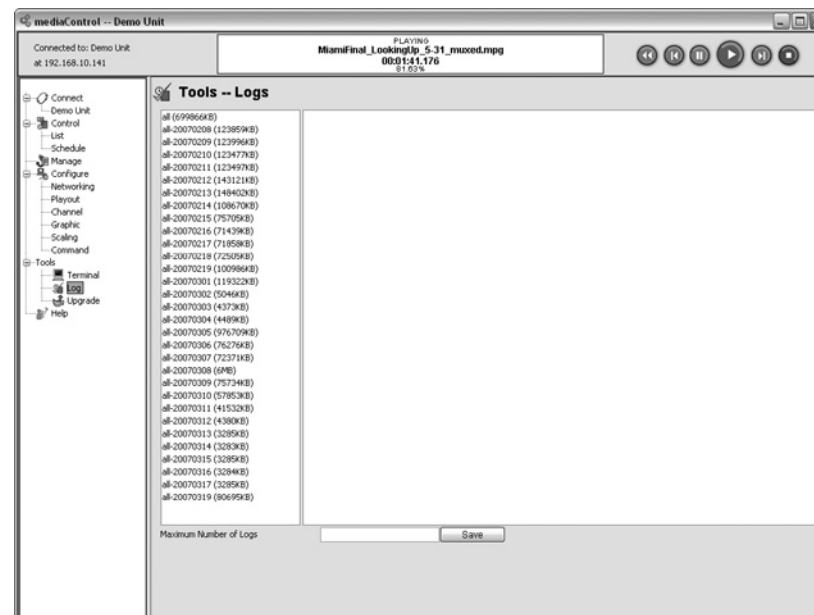 mediaControl -- Demo Unit
Connected to: Demo Unit
at 192.168.10.141
PLAYING
MiamiFinal_LookingUp_5-31_muxed.mpg
00:01:41.176
81.63%
Connect
Demo Unit
Control
List
Schedule
Manage
Configure
Networking
Playout
Channel
Graphic
Scaling
Command
Tools
Terminal
Log
Upgrade
Help
Tools -- Logs
all (699866KB)
all-20070208 (123859KB)
all-20070209 (123996KB)
all-20070210 (123477KB)
all-20070211 (123497KB)
all-20070212 (143121KB)
all-20070213 (148402KB)
all-20070214 (108670KB)
all-20070215 (75705KB)
all-20070216 (71439KB)
all-20070217 (71858KB)
all-20070218 (72505KB)
all-20070219 (100986KB)
all-20070301 (119322KB)
all-20070302 (5046KB)
all-20070303 (4373KB)
all-20070304 (4489KB)
all-20070305 (976709KB)
all-20070306 (76276KB)
all-20070307 (72371KB)
all-20070308 (6MB)
all-20070309 (75734KB)
all-20070310 (57853KB)
all-20070311 (41532KB)
all-20070312 (4380KB)
all-20070313 (3285KB)
all-20070314 (3283KB)
all-20070315 (3285KB)
all-20070316 (3284KB)
all-20070317 (3285KB)
all-20070319 (80695KB)
Maximum Number of Logs
Save